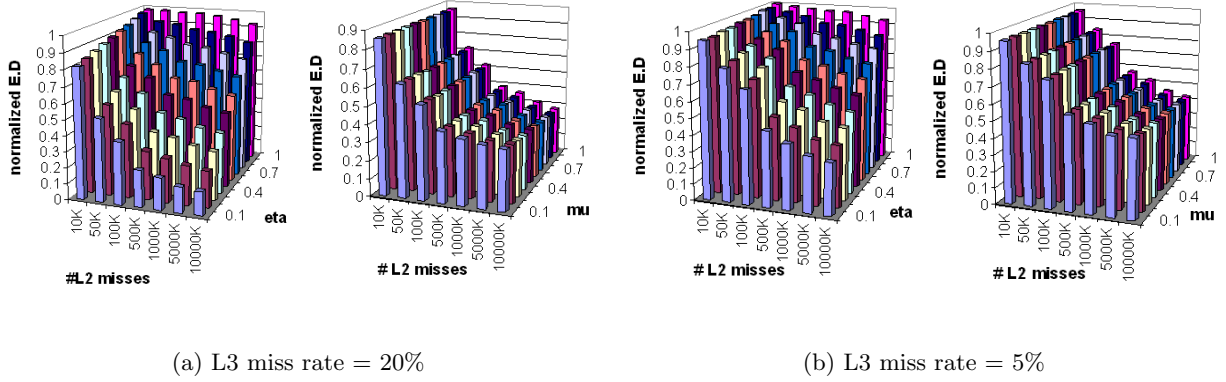 normalized E.D
1
0.9
0.8
0.7
0.6
0.5
0.4
0.3
0.2
0.1
0
10K
50K
100K
500K
1000K
5000K
10000K
#L2 misses
0.1
0.4
0.7
1
eta
normalized E.D
0.9
0.8
0.7
0.6
0.5
0.4
0.3
0.2
0.1
0
10K
50K
100K
500K
1000K
5000K
10000K
# L2 misses
0.1
0.4
0.7
1
mu
(a) L3 miss rate = 20%
normalized E.D
1
0.9
0.8
0.7
0.6
0.5
0.4
0.3
0.2
0.1
0
10K
50K
100K
500K
1000K
5000K
10000K
# L2 misses
0.1
0.4
0.7
1
eta
normalized E.D
1
0.9
0.8
0.7
0.6
0.5
0.4
0.3
0.2
0.1
0
10K
50K
100K
500K
1000K
5000K
10000K
# L2 misses
0.1
0.4
0.7
1
mu
(b) L3 miss rate = 5%